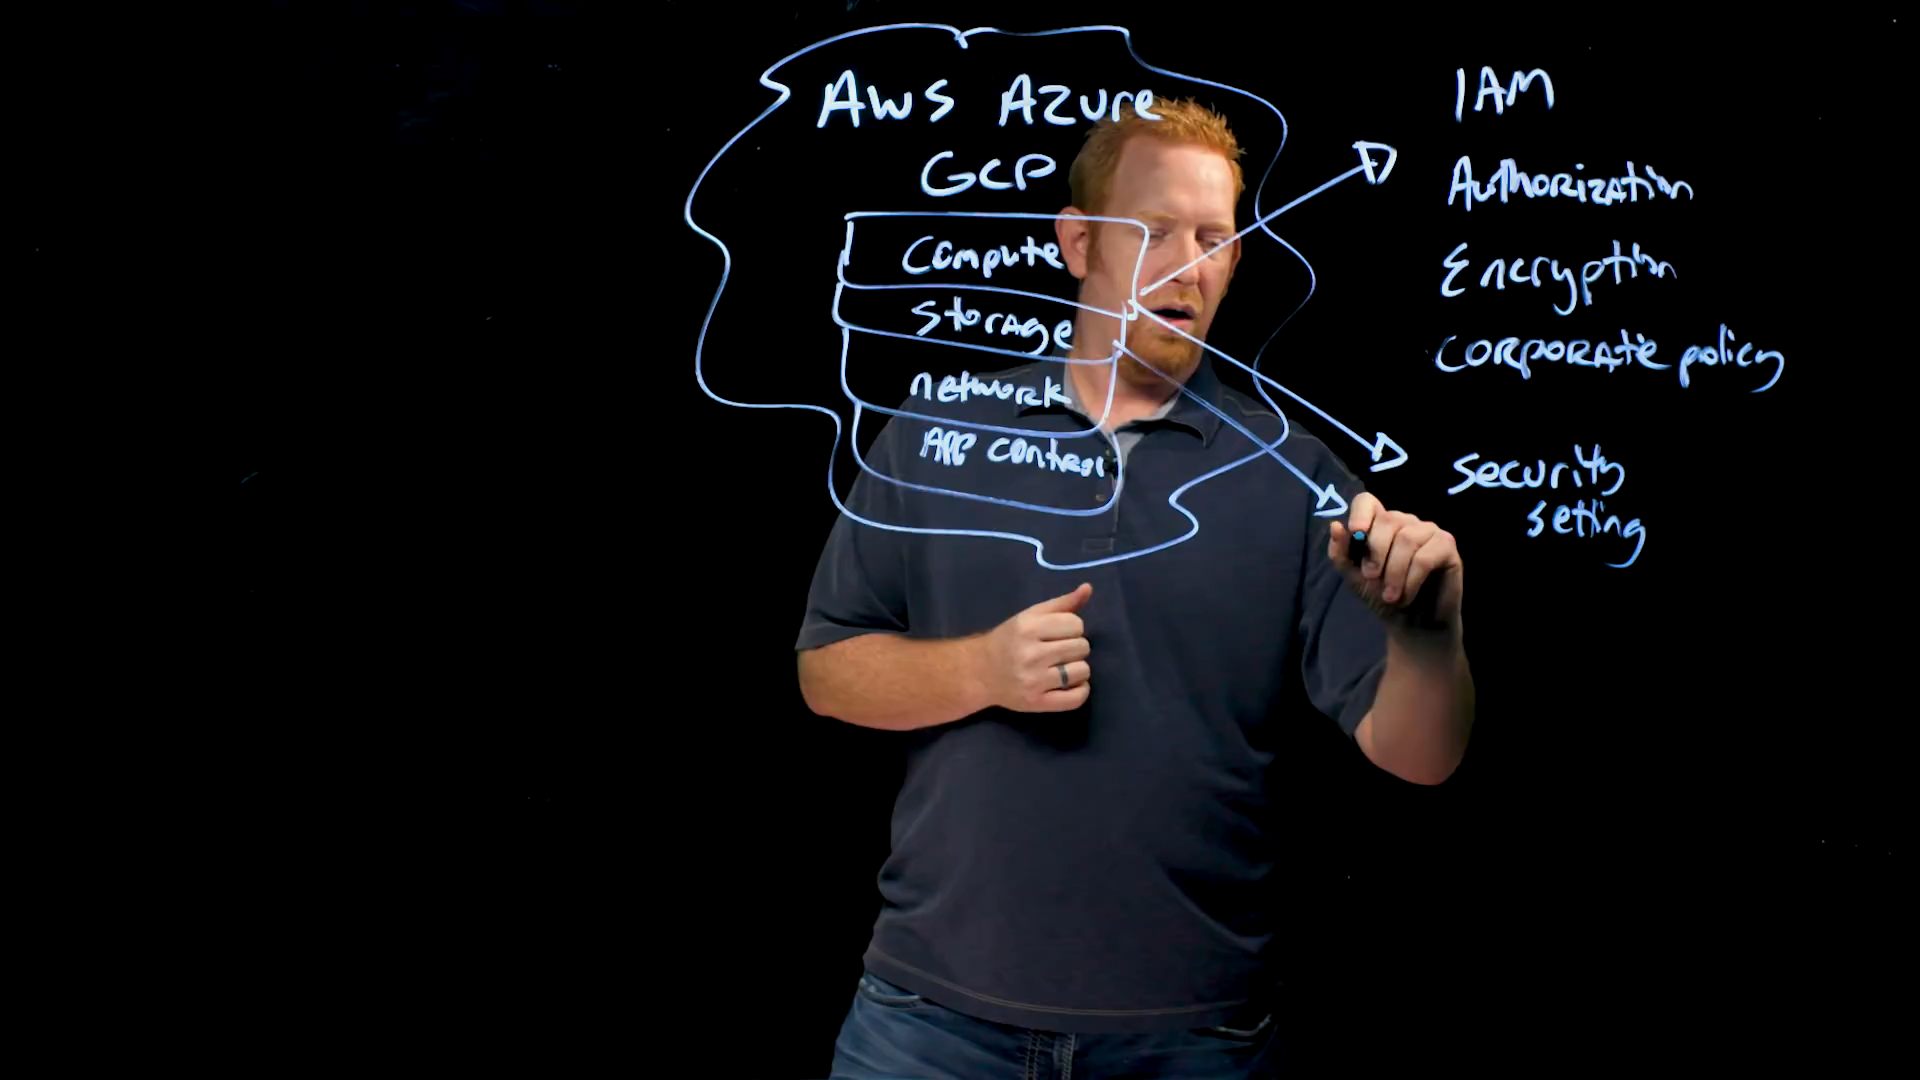 AWS Azure
GCP
Compute
Storage
network
App control
IAM
Authorization
Encryption
Corporate policy
Security
setting